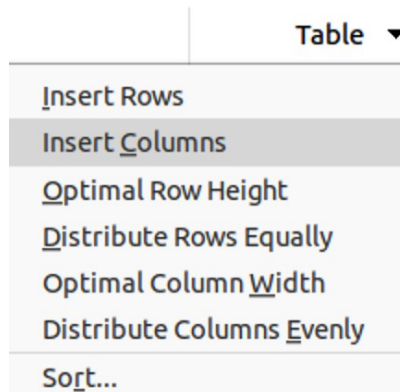 Table
Insert Rows
Insert Columns
Optimal Row Height
Distribute Rows Equally
Optimal Column Width
Distribute Columns Evenly
Sort...